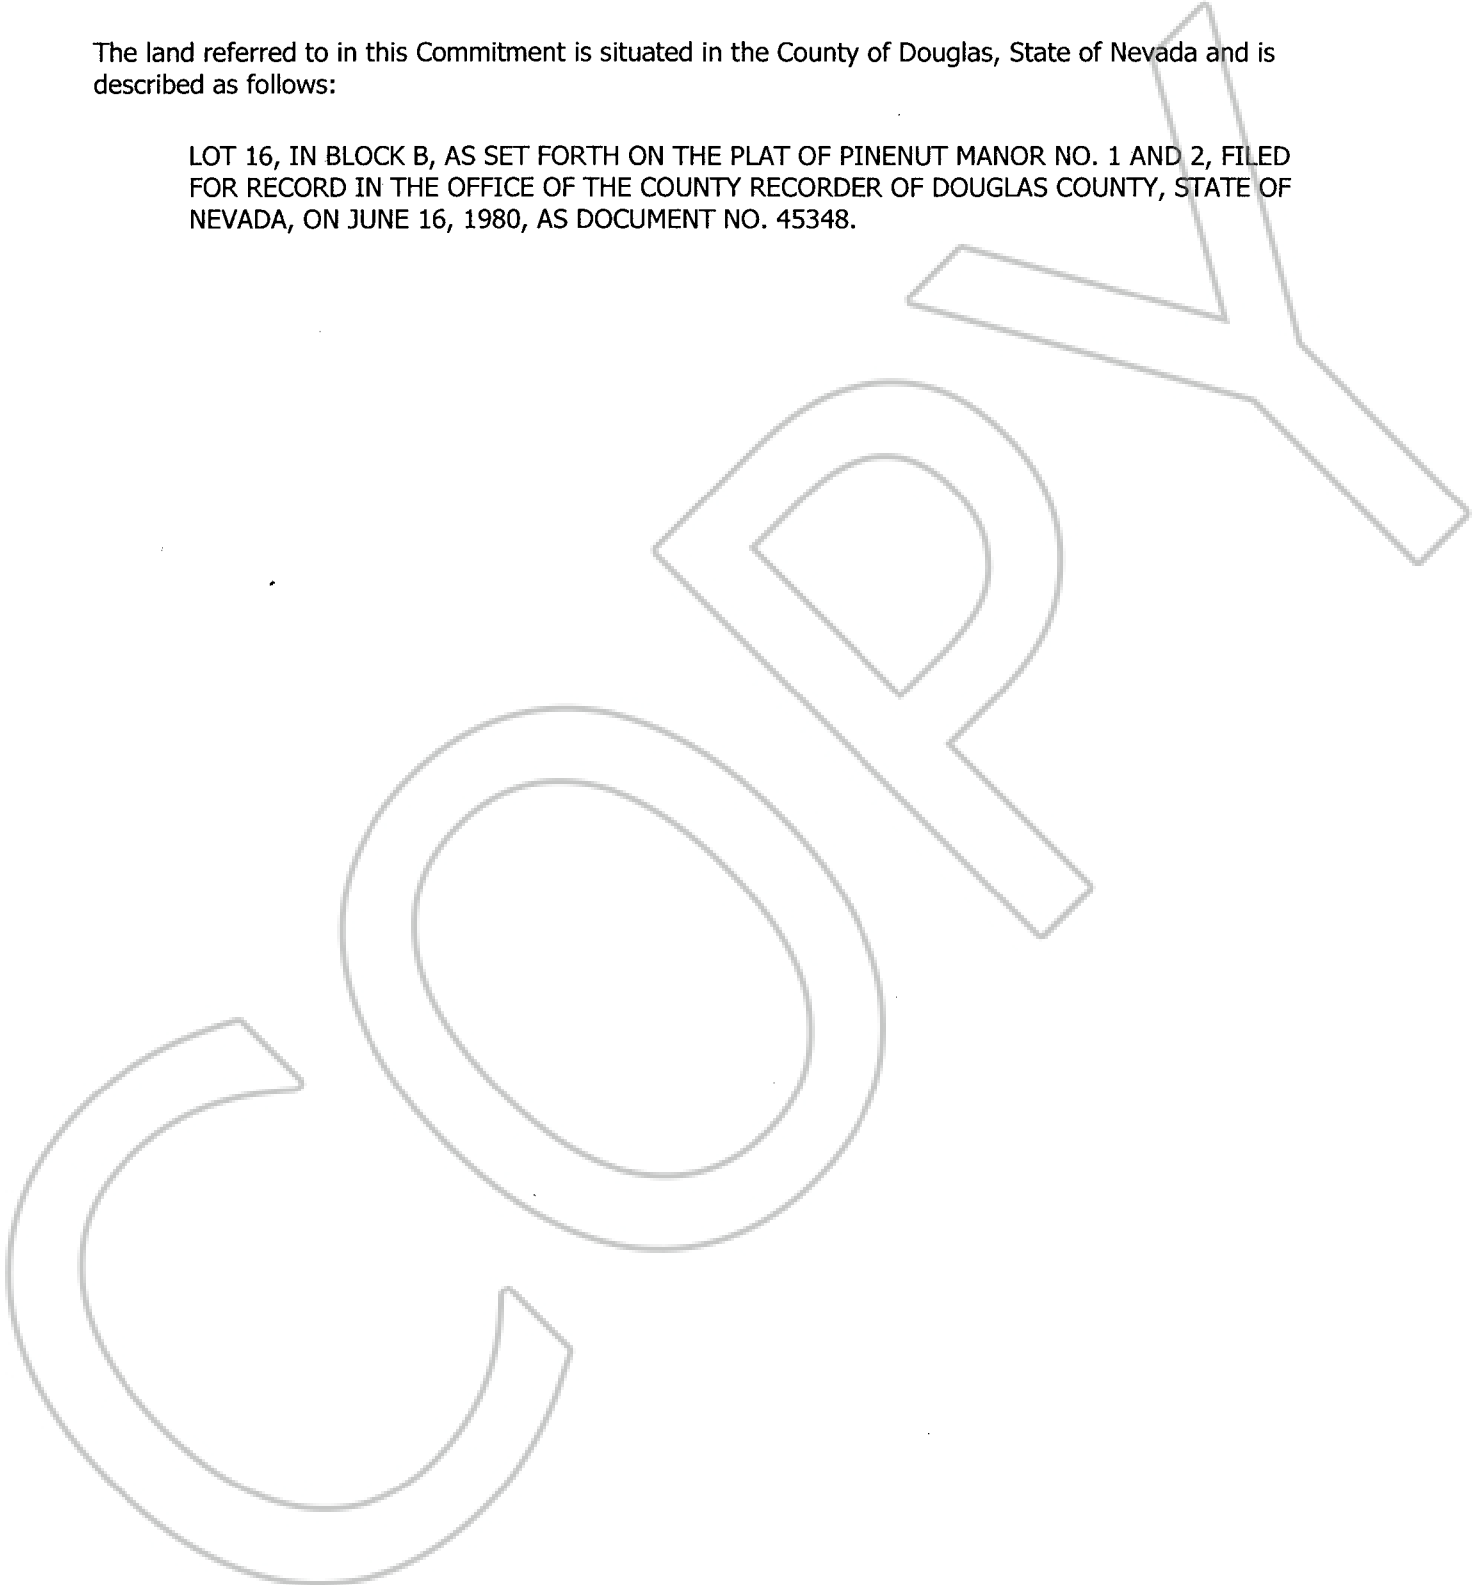 The land referred to in this Commitment is situated in the County of Douglas, State of Nevada and is
described as follows:
LOT 16, IN BLOCK B, AS SET FORTH ON THE PLAT OF PINENUT MANOR NO. 1 AND 2, FILED
FOR RECORD IN THE OFFICE OF THE COUNTY RECORDER OF DOUGLAS COUNTY, STATE OF
NEVADA, ON JUNE 16, 1980, AS DOCUMENT NO. 45348.
COPY